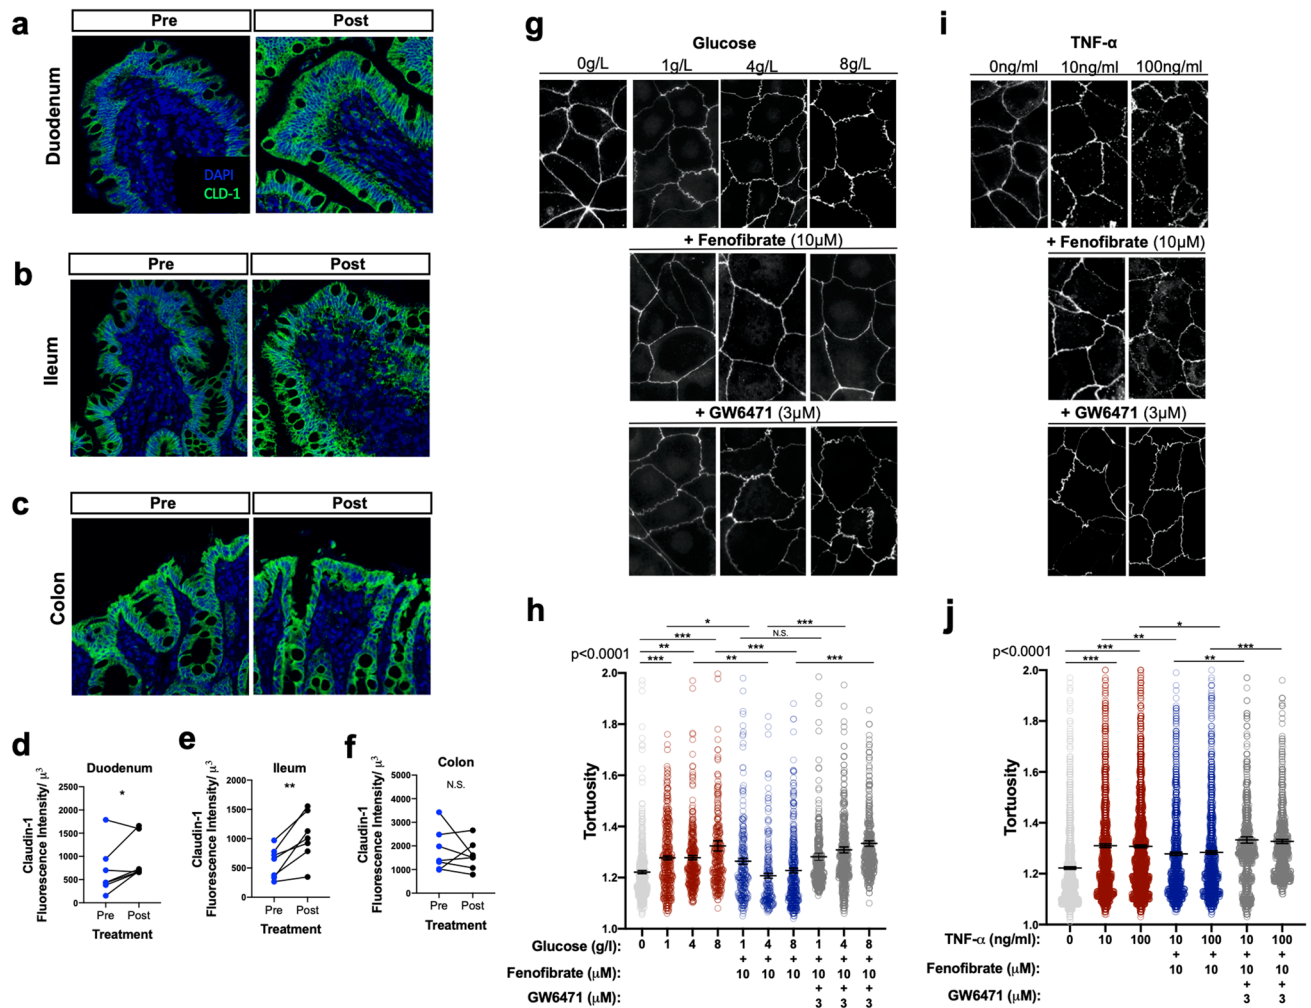 a
Pre Post
Duodenum
DAPI
CLD-1
b
Pre Post
Ileum
c
Pre Post
Colon
d
Duodenum
*
Claudin-1
Fluorescence Intensity/ µ³
2500
2000
1500
1000
500
0
Pre Post
Treatment
e
Ileum
**
Claudin-1
Fluorescence Intensity/ µ³
2000
1500
1000
500
0
Pre Post
Treatment
f
Colon
N.S.
Claudin-1
Fluorescence Intensity/ µ³
5000
4000
3000
2000
1000
0
Pre Post
Treatment
g
Glucose
0g/L 1g/L 4g/L 8g/L
+ Fenofibrate (10µM)
+ GW6471 (3µM)
h
* ***
*** N.S.
** ***
*** ** ***
p<0.0001
Tortuosity
2.0
1.8
1.6
1.4
1.2
1.0
Glucose (g/l): 0 1 4 8 1 4 8 1 4 8
+ + + + + +
Fenofibrate (µM): 10 10 10 10 10 10
+ + +
GW6471 (µM): 3 3 3
i
TNF-α
0ng/ml 10ng/ml 100ng/ml
+ Fenofibrate (10µM)
+ GW6471 (3µM)
j
*
**
*** ***
*** **
p<0.0001
Tortuosity
2.0
1.8
1.6
1.4
1.2
1.0
TNF-α (ng/ml): 0 10 100 10 100 10 100
+ + + +
Fenofibrate (µM): 10 10 10 10
+ +
GW6471 (µM): 3 3